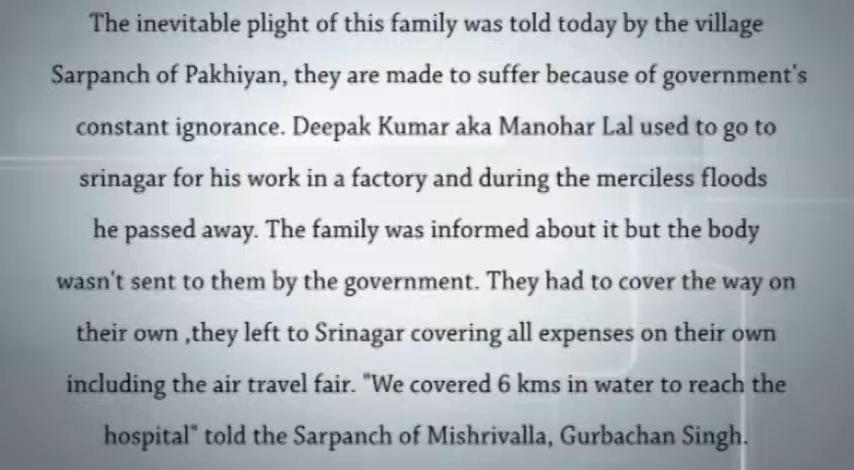 The inevitable plight of this family was told today by the village
Sarpanch of Pakhiyan, they are made to suffer because of government's
constant ignorance. Deepak Kumar aka Manohar Lal used to go to
srinagar for his work in a factory and during the merciless floods
he passed away. The family was informed about it but the body
wasn't sent to them by the government. They had to cover the way on
their own ,they left to Srinagar covering all expenses on their own
including the air travel fair. "We covered 6 kms in water to reach the
hospital" told the Sarpanch of Mishrivalla, Gurbachan Singh.